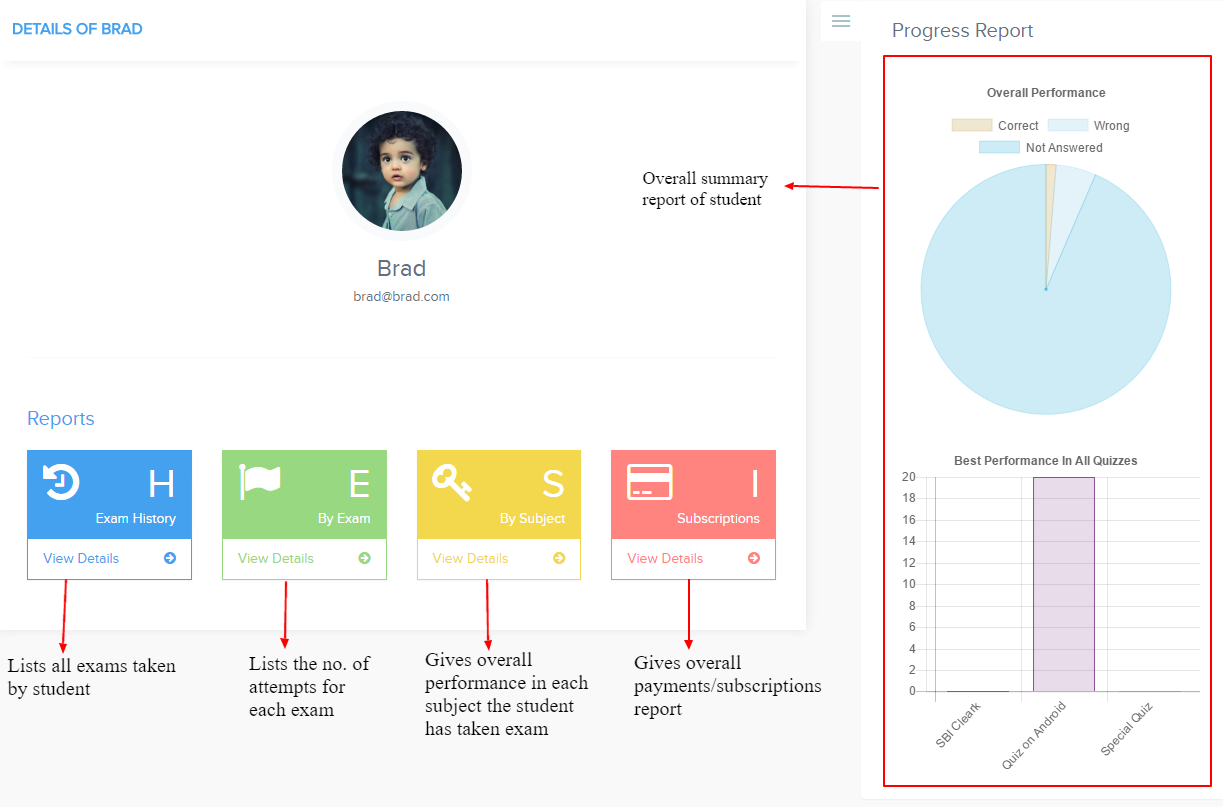 DETAILS OF BRAD
Brad
brad@brad.com
Reports
H
Exam History
View Details
E
By Exam
View Details
S
By Subject
View Details
I
Subscriptions
View Details
Lists all exams taken
by student
Lists the no. of
attempts for
each exam
Gives overall
performance in each
subject the student
has taken exam
Gives overall
payments/subscriptions
report
Overall summary
report of student
Progress Report
Overall Performance
Correct
Wrong
Not Answered
Best Performance In All Quizzes
20
18
16
14
12
10
8
6
4
2
0
SBI Cleark
Quiz on Android
Special Quiz